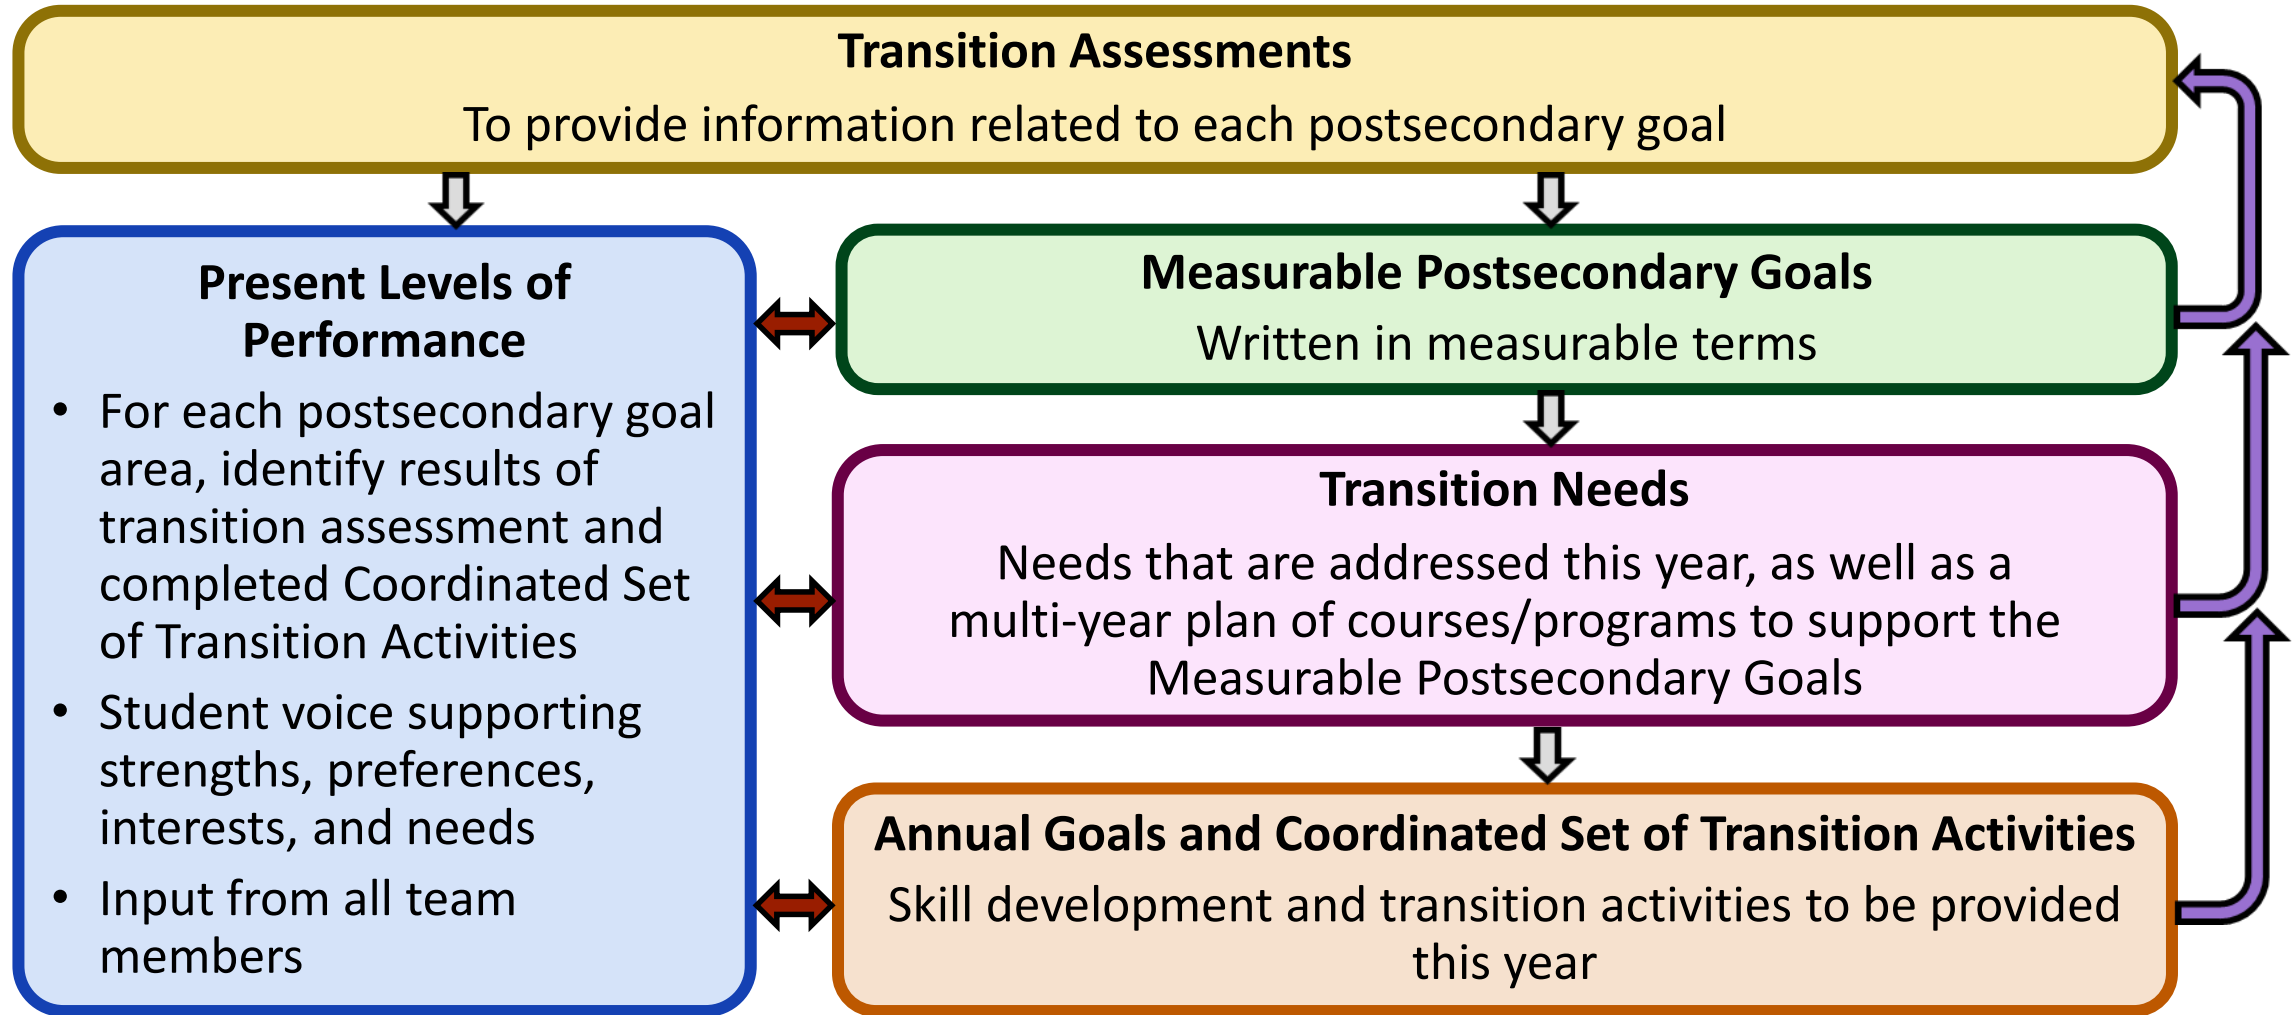 Transition Assessments
To provide information related to each postsecondary goal
Present Levels of
Performance
• For each postsecondary goal
area, identify results of
transition assessment and
completed Coordinated Set
of Transition Activities
• Student voice supporting
strengths, preferences,
interests, and needs
• Input from all team
members
Measurable Postsecondary Goals
Written in measurable terms
Transition Needs
Needs that are addressed this year, as well as a
multi-year plan of courses/programs to support the
Measurable Postsecondary Goals
Annual Goals and Coordinated Set of Transition Activities
Skill development and transition activities to be provided
this year